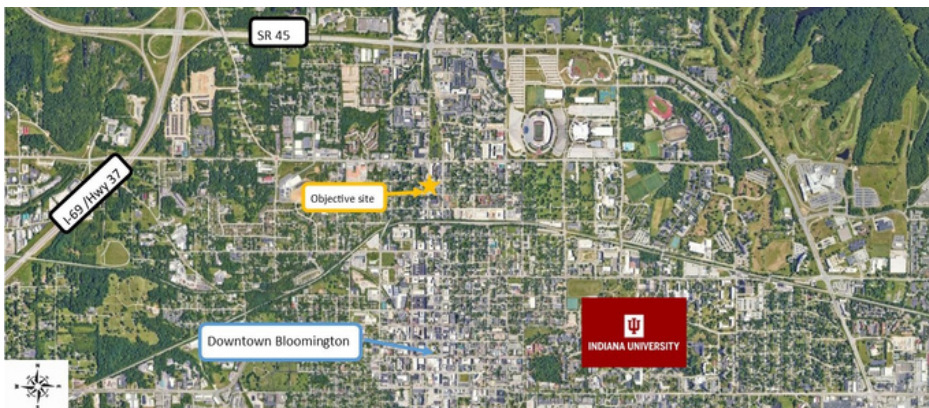 SR 45
I-69 /Hwy 37
Objective site
Downtown Bloomington
INDIANA UNIVERSITY
N
W
E
S